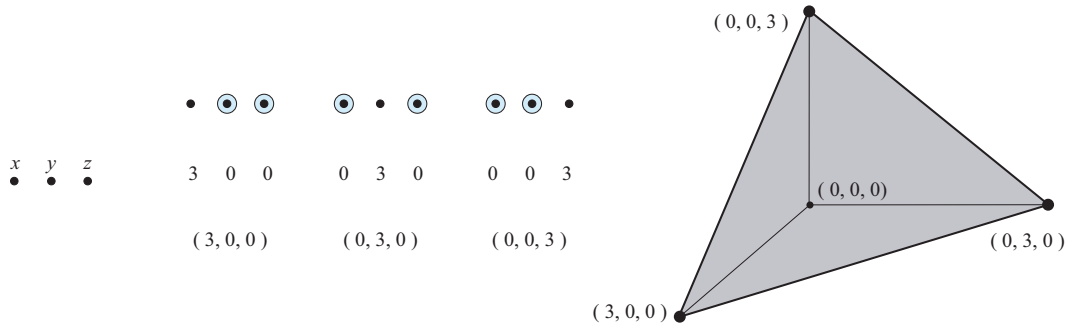 x y z
3 0 0
0 3 0
0 0 3
( 3, 0, 0 )
( 0, 3, 0 )
( 0, 0, 3 )
( 0, 0, 3 )
( 0, 0, 0)
( 0, 3, 0 )
( 3, 0, 0 )